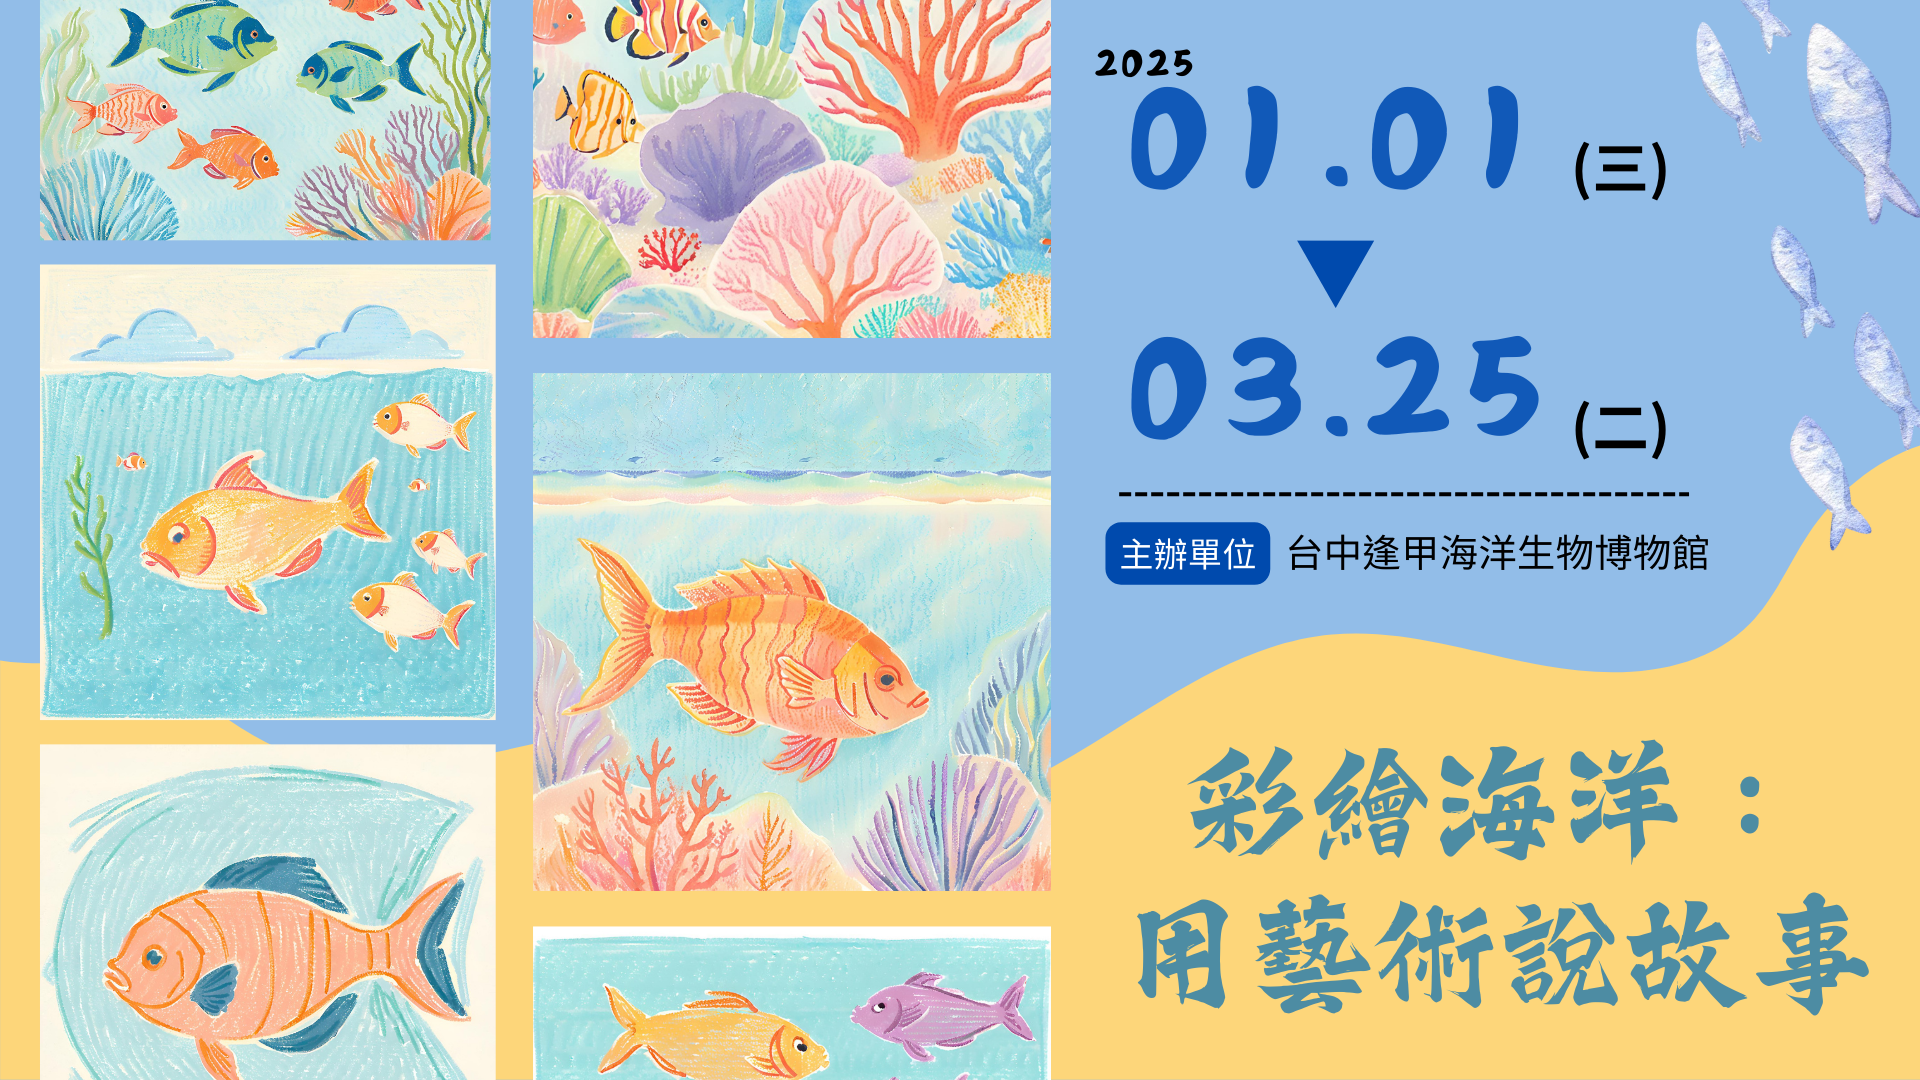 2025
01.01 (三)
03.25 (二)
主辦單位 台中逢甲海洋生物博物館
彩繪海洋：
用藝術說故事